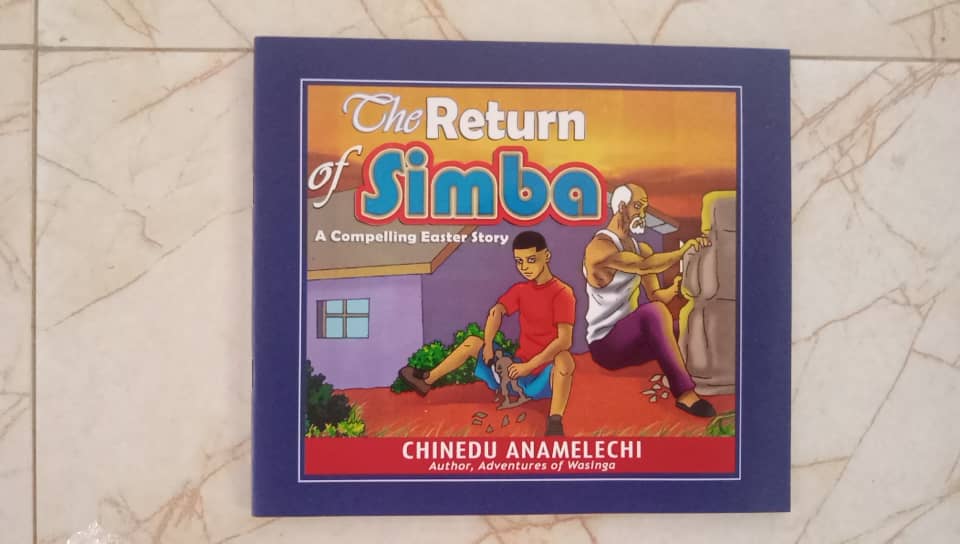 The Return
of Simba
A Compelling Easter Story
CHINEDU ANAMELECHI
Author, Adventures of Wasinga